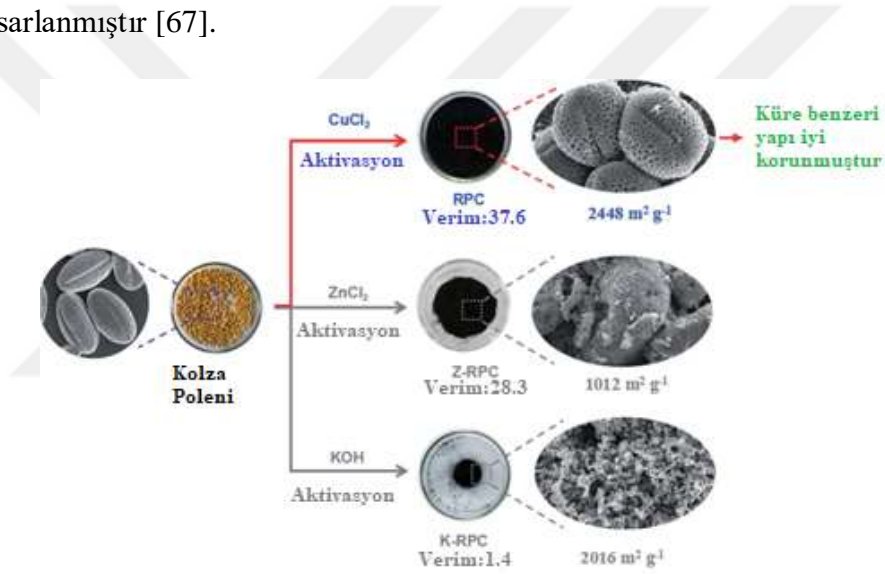 sarlanmıştır [67].
CuCl₂
Aktivasyon
RPC
Verim:37.6
2448 m² g⁻¹
Küre benzeri
yapı iyi
korunmuştur
Kolza
Poleni
ZnCl₂
Aktivasyon
Z-RPC
Verim:28.3
1012 m² g⁻¹
KOH
Aktivasyon
K-RPC
Verim:1.4
2016 m² g⁻¹